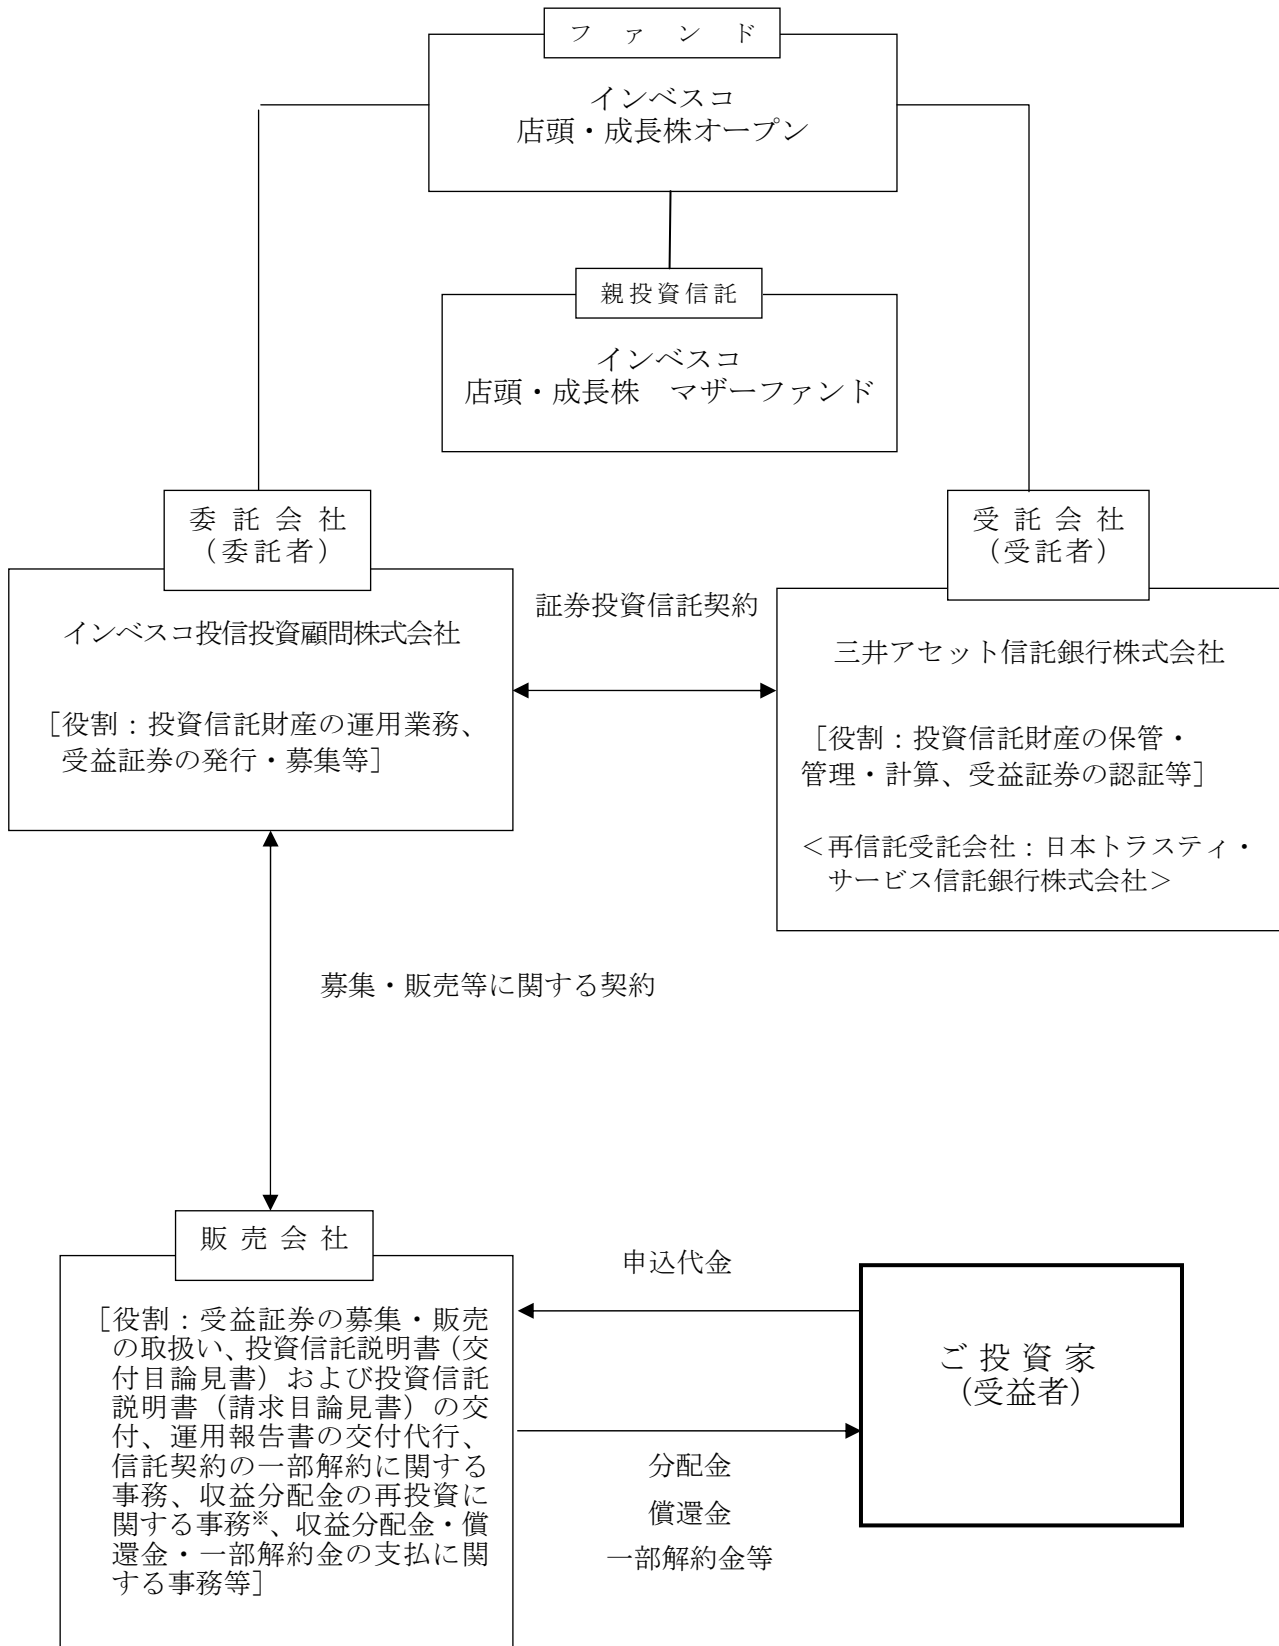 ファンド
インベスコ
店頭・成長株オープン
親投資信託
インベスコ
店頭・成長株　マザーファンド
委託会社
（委託者）
インベスコ投信投資顧問株式会社
［役割：投資信託財産の運用業務、
受益証券の発行・募集等］
証券投資信託契約
受託会社
（受託者）
三井アセット信託銀行株式会社
［役割：投資信託財産の保管・
管理・計算、受益証券の認証等］
＜再信託受託会社：日本トラスティ・
サービス信託銀行株式会社＞
募集・販売等に関する契約
販売会社
［役割：受益証券の募集・販売
の取扱い、投資信託説明書（交
付目論見書）および投資信託
説明書（請求目論見書）の交
付、運用報告書の交付代行、
信託契約の一部解約に関する
事務、収益分配金の再投資に
関する事務※、収益分配金・償
還金・一部解約金の支払に関
する事務等］
申込代金
分配金
償還金
一部解約金等
ご投資家
（受益者）